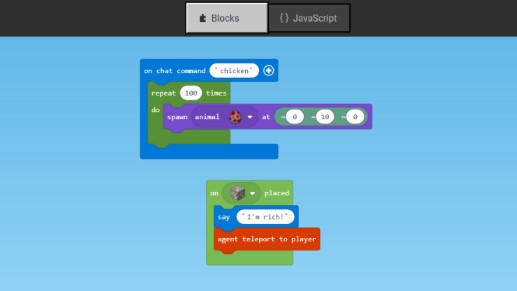 Blocks
{ } JavaScript
on chat command "chicken"
repeat 100 times
do
spawn animal at ~ 0 ~ 10 ~ 0
on placed
say "I'm rich!"
agent teleport to player